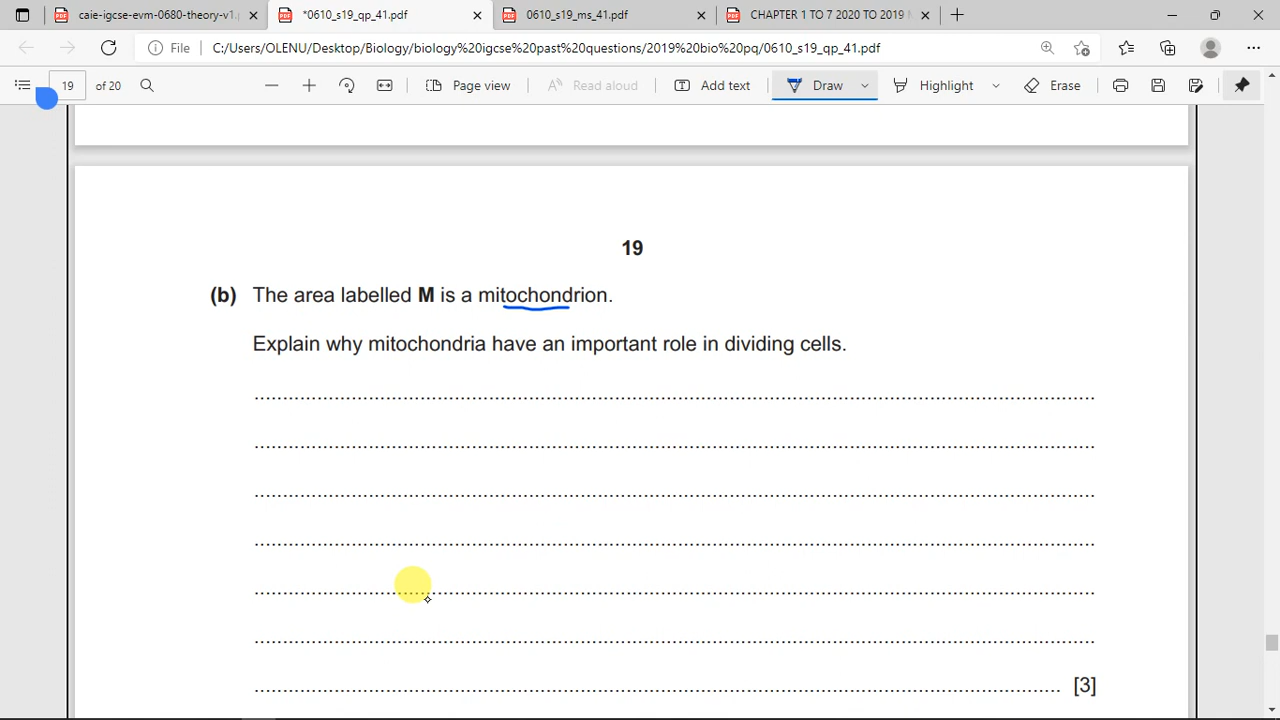 caie-igcse-evm-0680-theory-v1.
*0610_s19_qp_41.pdf
0610_s19_ms_41.pdf
CHAPTER 1 TO 7 2020 TO 2019
File
C:/Users/OLENU/Desktop/Biology/biology%20igcse%20past%20questions/2019%20bio%20pq/0610_s19_qp_41.pdf
19 of 20
Page view
Read aloud
Add text
Draw
Highlight
Erase
19
(b) The area labelled M is a mitochondrion.
Explain why mitochondria have an important role in dividing cells.
[3]